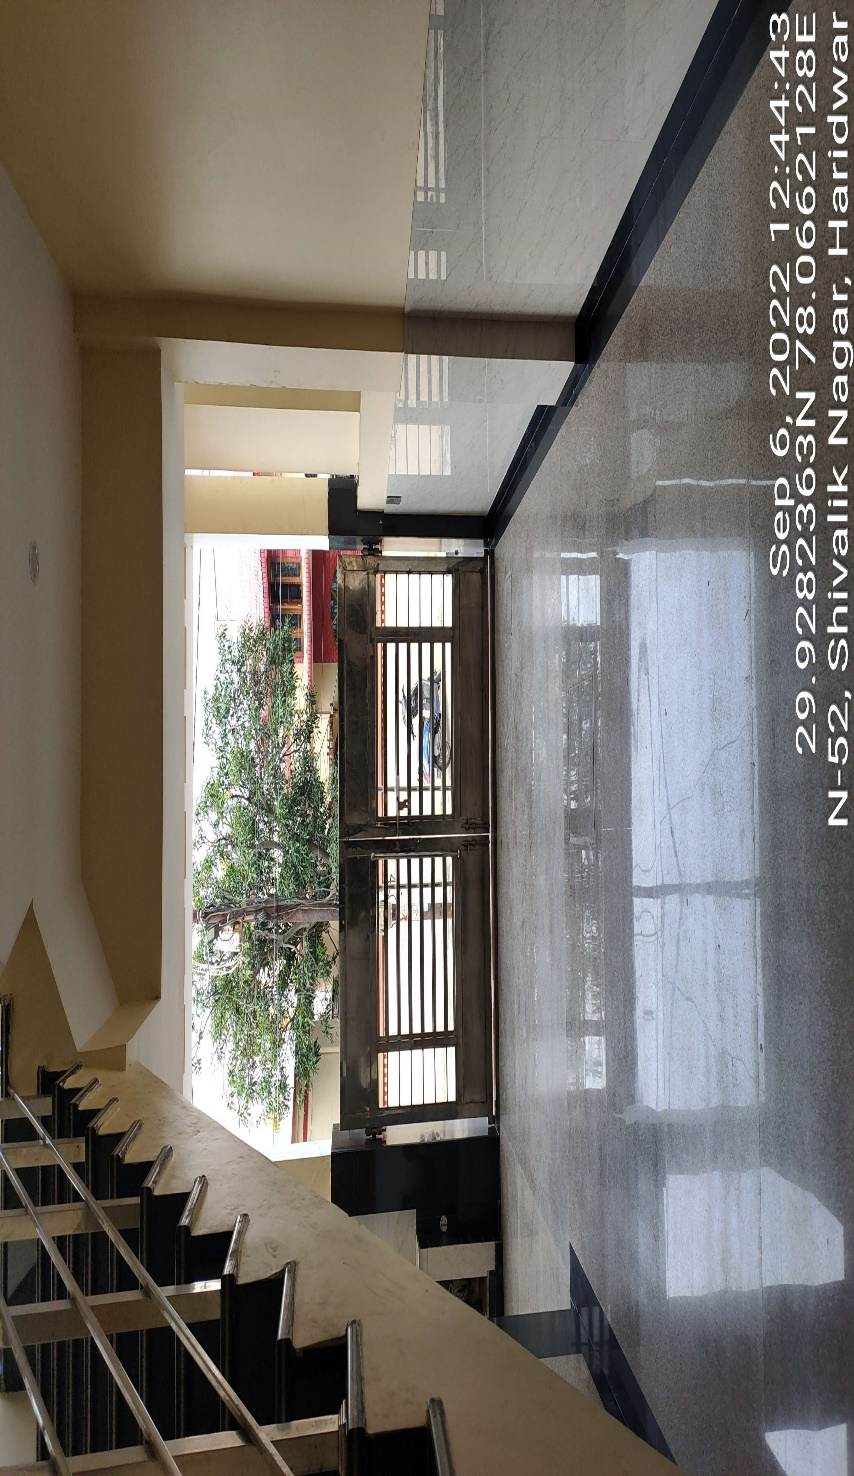 Sep 6, 2022 12:44:43
29.9282363N 78.0662128E
N-52, Shivalik Nagar, Haridwar